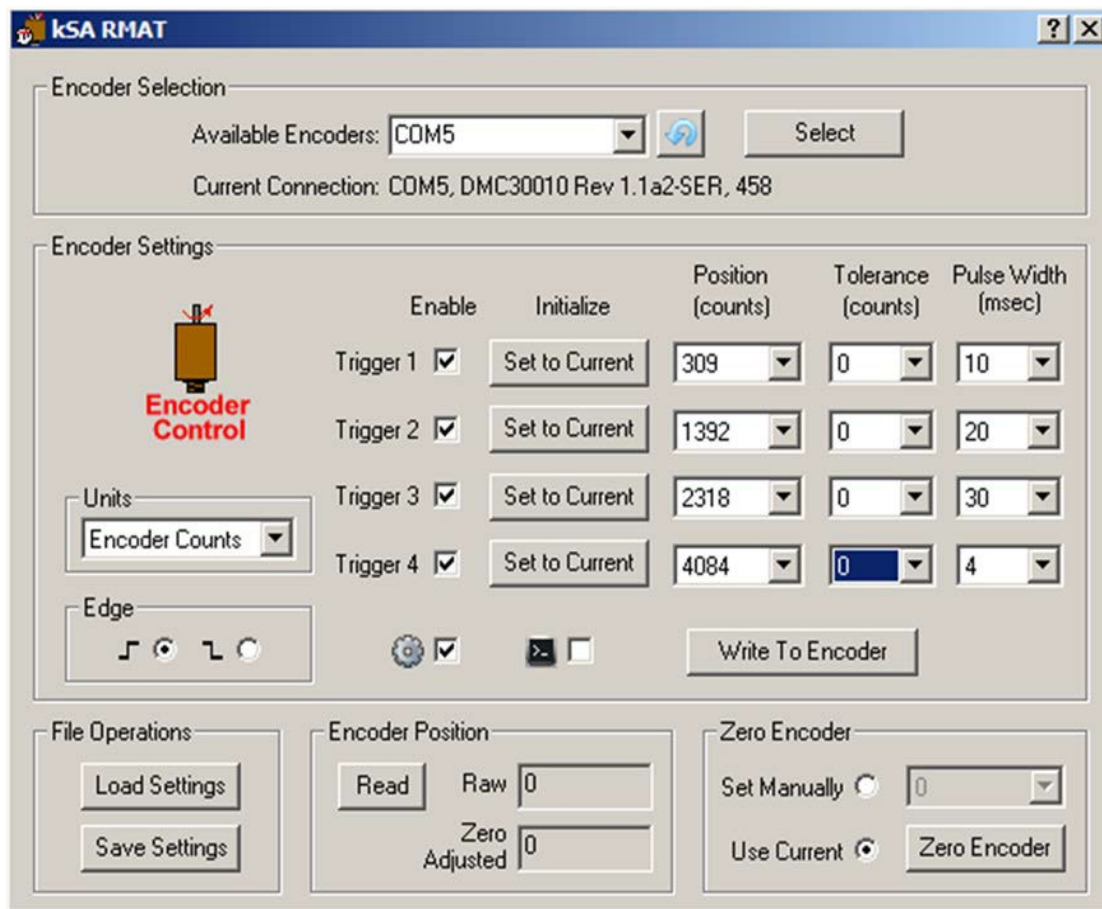 kSA RMAT
Encoder Selection
Available Encoders: COM5 Select
Current Connection: COM5, DMC30010 Rev 1.1a2-SER, 458
Encoder Settings
Position Tolerance Pulse Width
Enable Initialize (counts) (counts) (msec)
Trigger 1 Set to Current 309 0 10
Encoder
Control
Trigger 2 Set to Current 1392 0 20
Units
Trigger 3 Set to Current 2318 0 30
Encoder Counts
Trigger 4 Set to Current 4084 0 4
Edge
Write To Encoder
File Operations
Load Settings
Save Settings
Encoder Position
Read Raw 0
Zero
Adjusted 0
Zero Encoder
Set Manually 0
Use Current Zero Encoder